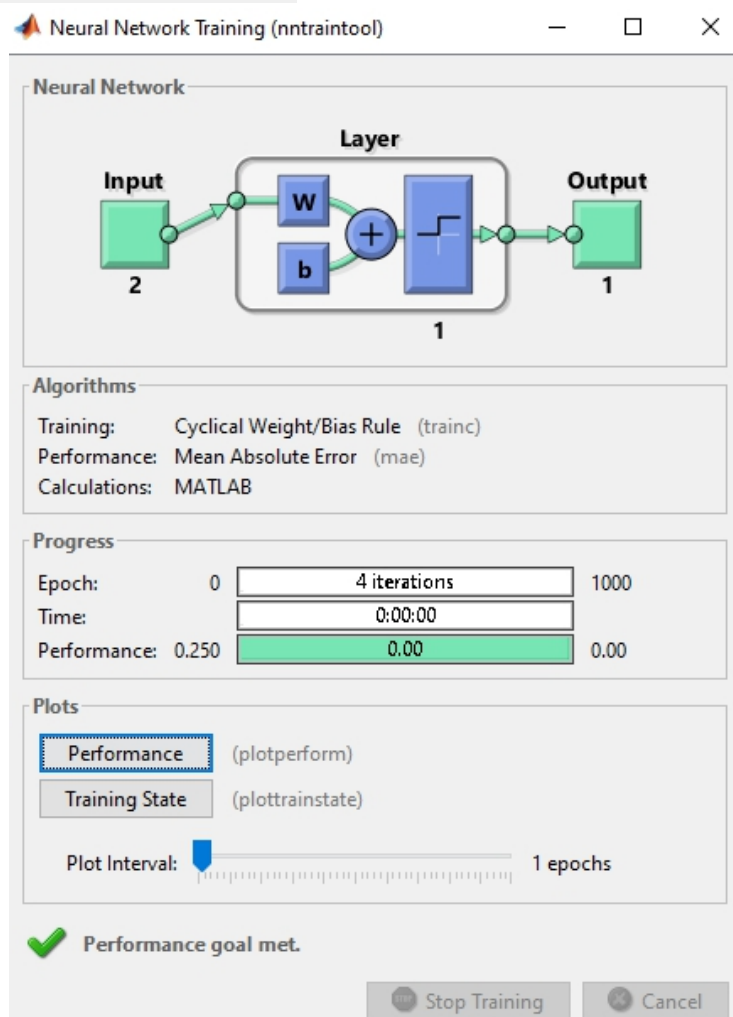 Neural Network Training (nntraintool)
Neural Network
Layer
Input
Output
W
b
+
2
1
1
Algorithms
Training: Cyclical Weight/Bias Rule (trainc)
Performance: Mean Absolute Error (mae)
Calculations: MATLAB
Progress
Epoch: 0 4 iterations 1000
Time: 0:00:00
Performance: 0.250 0.00 0.00
Plots
Performance (plotperform)
Training State (plottrainstate)
Plot Interval: 1 epochs
Performance goal met.
STOP Stop Training Cancel